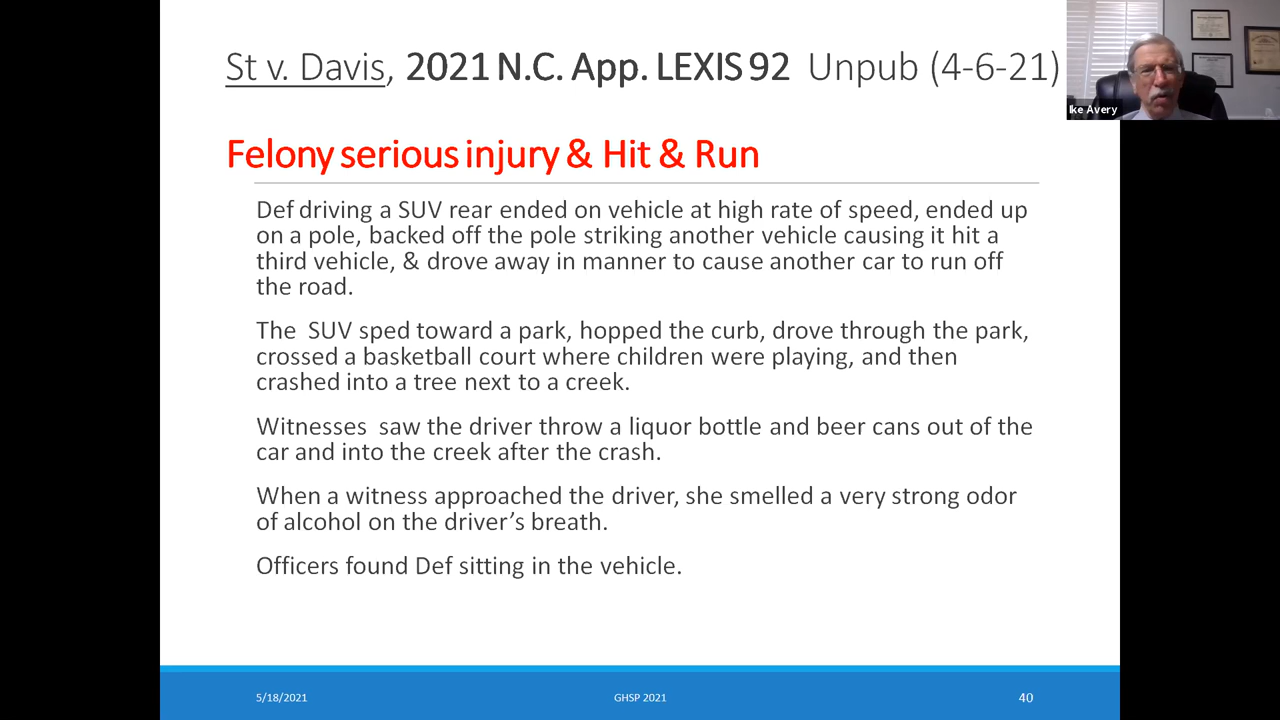 St v. Davis, 2021 N.C. App. LEXIS 92 Unpub (4-6-21)
Ike Avery
Felony serious injury & Hit & Run
Def driving a SUV rear ended on vehicle at high rate of speed, ended up
on a pole, backed off the pole striking another vehicle causing it hit a
third vehicle, & drove away in manner to cause another car to run off
the road.
The SUV sped toward a park, hopped the curb, drove through the park,
crossed a basketball court where children were playing, and then
crashed into a tree next to a creek.
Witnesses saw the driver throw a liquor bottle and beer cans out of the
car and into the creek after the crash.
When a witness approached the driver, she smelled a very strong odor
of alcohol on the driver's breath.
Officers found Def sitting in the vehicle.
5/18/2021
GHSP 2021
40